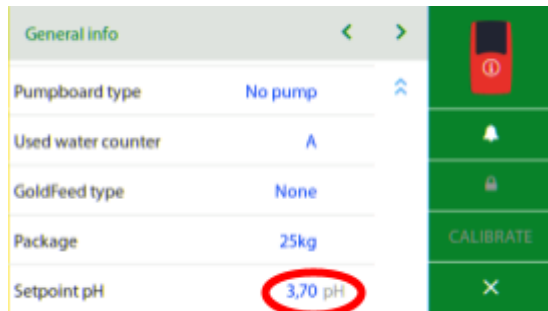 General info
Pumpboard type No pump
Used water counter A
GoldFeed type None
Package 25kg
CALIBRATE
Setpoint pH 3,70 pH